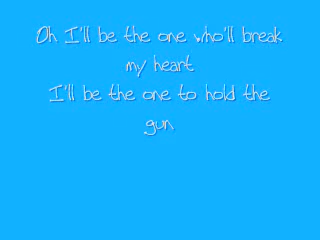 Oh I'll be the one who'll break
my heart
I'll be the one to hold the
gun